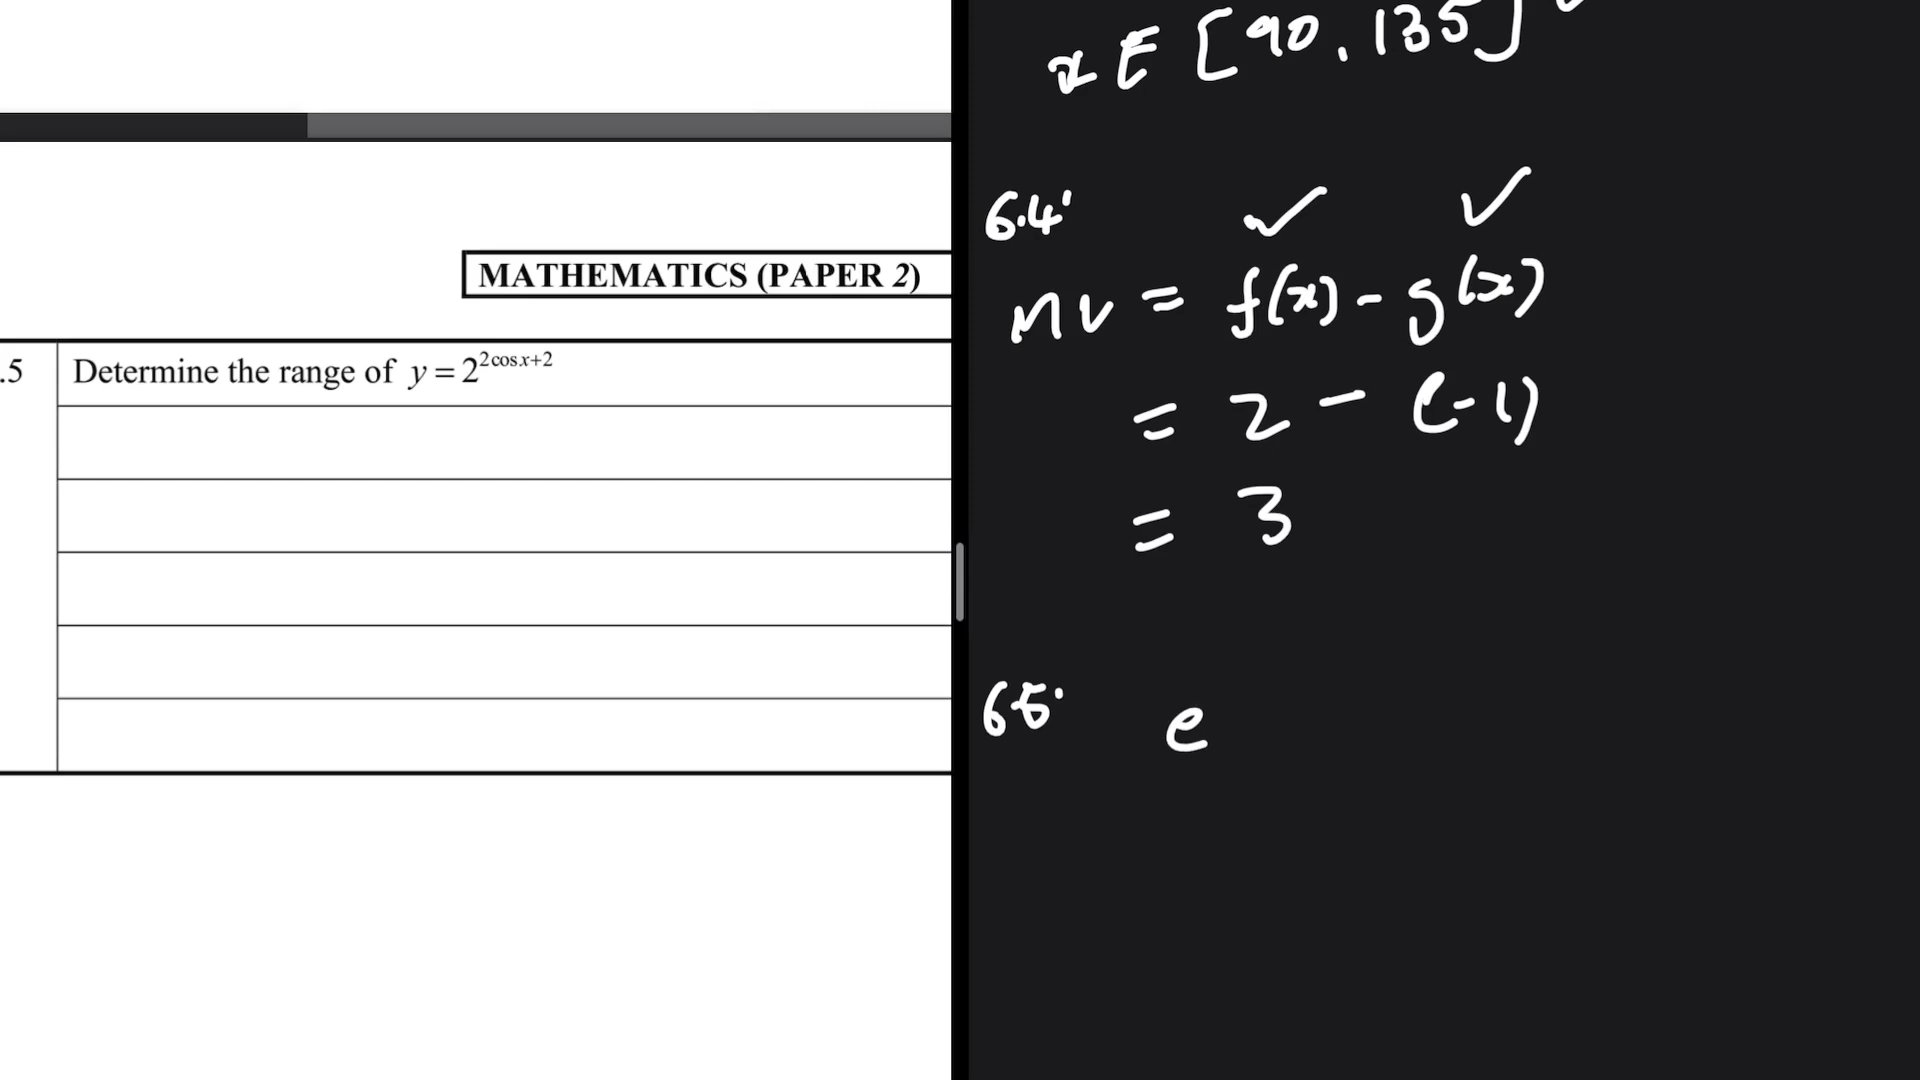 MATHEMATICS (PAPER 2)
.5 Determine the range of y = 2^{2cosx+2}
x E [90, 135]
6.4'
MV = f(x) - g(x)
= 2 - (-1)
= 3
6.5. e